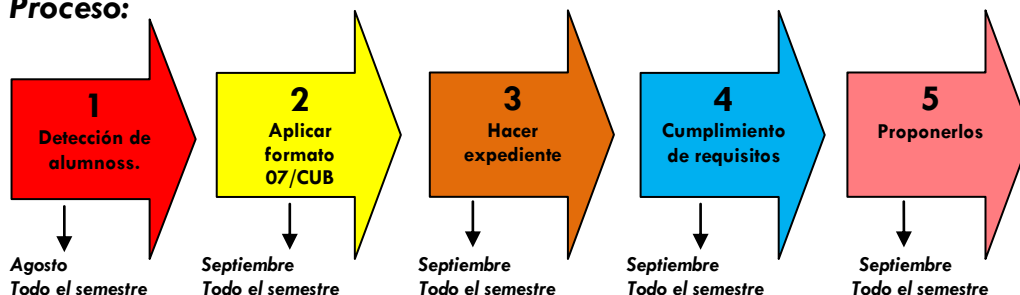 Proceso:
1
Detección de
alumnoss.
2
Aplicar
formato
07/CUB
3
Hacer
expediente
4
Cumplimiento
de requisitos
5
Proponerlos
Agosto
Todo el semestre
Septiembre
Todo el semestre
Septiembre
Todo el semestre
Septiembre
Todo el semestre
Septiembre
Todo el semestre